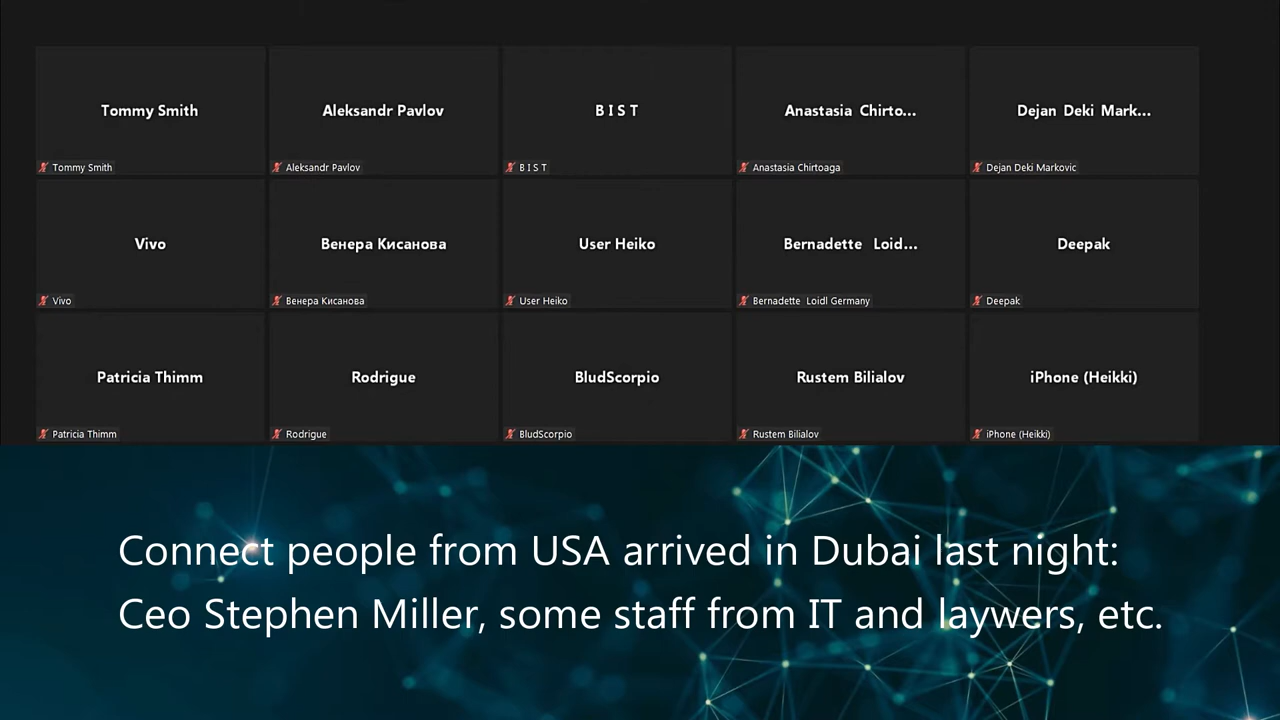 Tommy Smith
Aleksandr Pavlov
B I S T
Anastasia Chirto...
Dejan Deki Mark...
Tommy Smith
Aleksandr Pavlov
B I S T
Anastasia Chirtoaga
Dejan Deki Markovic
Vivo
Венера Кисанова
User Heiko
Bernadette Loid...
Deepak
Vivo
Венера Кисанова
User Heiko
Bernadette Loidl Germany
Deepak
Patricia Thimm
Rodrigue
BludScorpio
Rustem Bilialov
iPhone (Heikki)
Patricia Thimm
Rodrigue
BludScorpio
Rustem Bilialov
iPhone (Heikki)
Connect people from USA arrived in Dubai last night:
Ceo Stephen Miller, some staff from IT and laywers, etc.